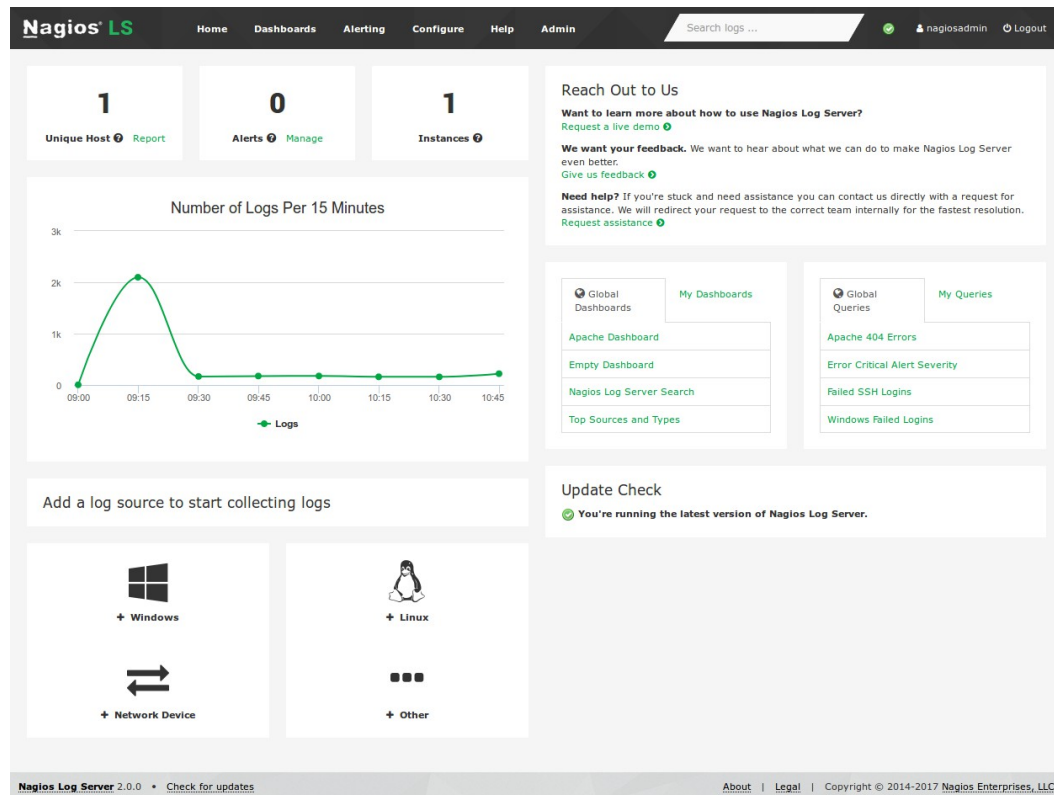 Nagios® LS
Home Dashboards Alerting Configure Help Admin
Search logs ...
nagiosadmin Logout
1
Unique Host Report
0
Alerts Manage
1
Instances
Number of Logs Per 15 Minutes
3k
2k
1k
0
09:00 09:15 09:30 09:45 10:00 10:15 10:30 10:45
Logs
Add a log source to start collecting logs
+ Windows
+ Linux
+ Network Device
+ Other
Reach Out to Us
Want to learn more about how to use Nagios Log Server?
Request a live demo
We want your feedback. We want to hear about what we can do to make Nagios Log Server
even better.
Give us feedback
Need help? If you're stuck and need assistance you can contact us directly with a request for
assistance. We will redirect your request to the correct team internally for the fastest resolution.
Request assistance
Global
Dashboards
My Dashboards
Apache Dashboard
Empty Dashboard
Nagios Log Server Search
Top Sources and Types
Global
Queries
My Queries
Apache 404 Errors
Error Critical Alert Severity
Failed SSH Logins
Windows Failed Logins
Update Check
You're running the latest version of Nagios Log Server.
Nagios Log Server 2.0.0 • Check for updates
About | Legal | Copyright © 2014-2017 Nagios Enterprises, LLC